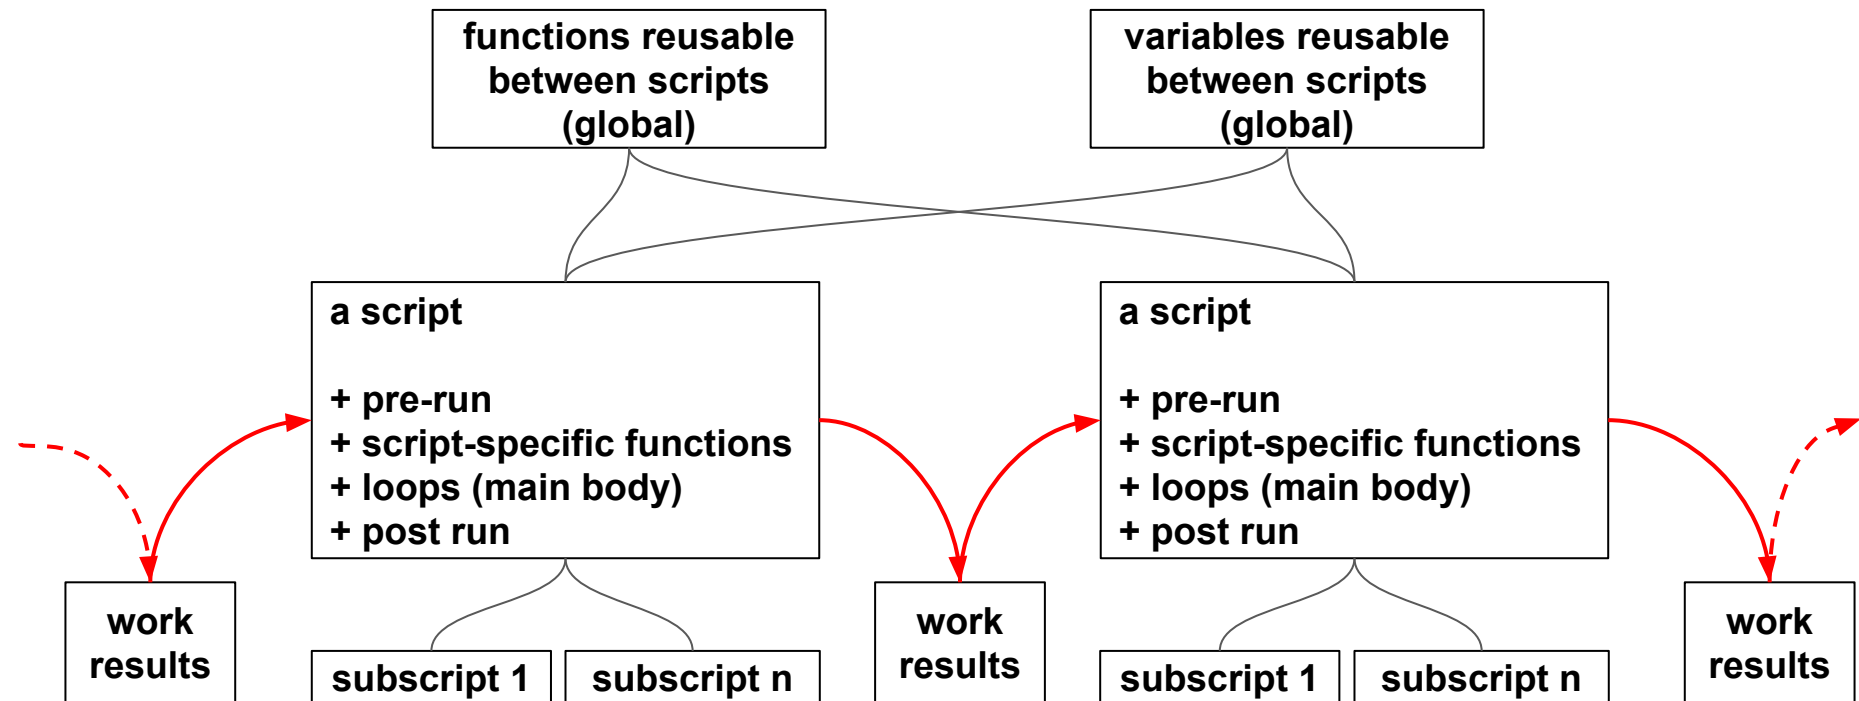 functions reusable
between scripts
(global)
variables reusable
between scripts
(global)
a script
+ pre-run
+ script-specific functions
+ loops (main body)
+ post run
a script
+ pre-run
+ script-specific functions
+ loops (main body)
+ post run
work
results
subscript 1
subscript n
work
results
subscript 1
subscript n
work
results